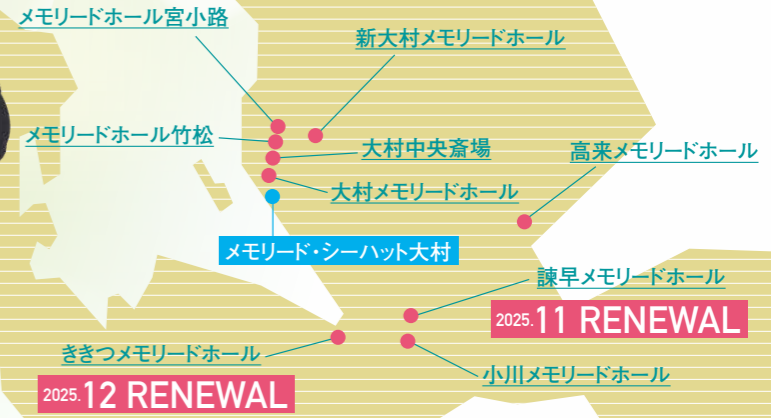 メモリードホール宮小路
新大村メモリードホール
メモリードホール竹松
大村中央斎場
高来メモリードホール
大村メモリードホール
メモリード・シーハット大村
諫早メモリードホール
2025.11 RENEWAL
ききつメモリードホール
小川メモリードホール
2025.12 RENEWAL